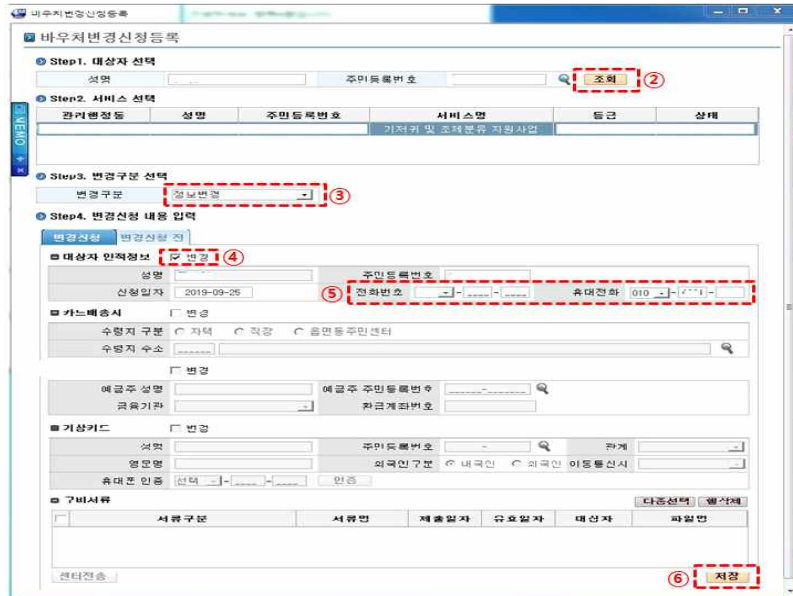 바우처변경신청등록
바우처변경신청등록
Step1. 대상자 선택
성명 주민등록번호 조회 ②
Step2. 서비스 선택
관리행정동 성명 주민등록번호 서비스명 등급 상태
기저귀 및 조제분유 지원사업
MEMO
Step3. 변경구분 선택
변경구분 정보변경 ③
Step4. 변경신청 내용 입력
변경신청 변경신청 전
대상자 인적정보 변경 ④
성명 주민등록번호
신청일자 2019-09-25 ⑤ 전화번호 - - 휴대전화 010 - -
카드배송지 변경
수령지 구분 자택 직장 읍면동주민센터
수령지 주소
변경
예금주 성명 예금주 주민등록번호 -
금융기관 환급계좌번호
가상카드 변경
성명 주민등록번호 - 관계
영문명 외국인구분 내국인 외국인 이동통신사
휴대폰 인증 선택 - - 인증
구비서류 다중선택 행삭제
서류구분 서류명 제출일자 유효일자 대상자 파일명
센터전송 ⑥ 저장